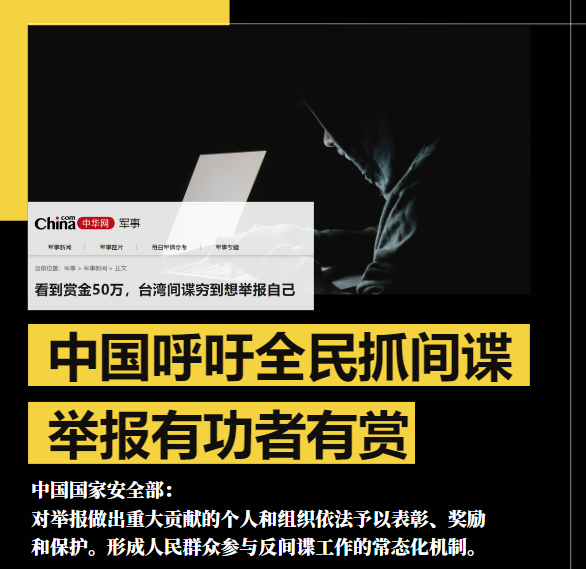 China.com 中华网 军事
军事新闻 军事图片 每日军情参考 军事专题
当前位置：军事 > 军事新闻 > 正文
看到赏金50万，台湾间谍穷到想举报自己
中国呼吁全民抓间谍
举报有功者有赏
中国国家安全部：
对举报做出重大贡献的个人和组织依法予以表彰、奖励
和保护。形成人民群众参与反间谍工作的常态化机制。